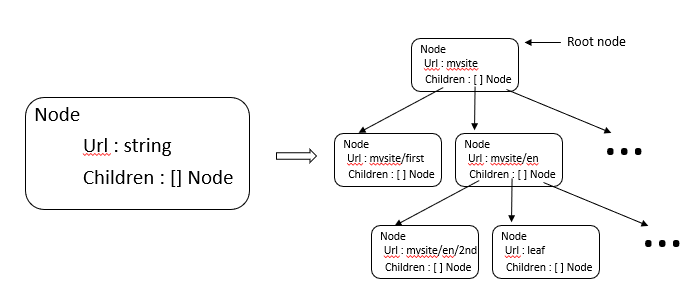 Node
Url : string
Children : [] Node
Root node
Node
Url : mysite
Children : [ ] Node
Node
Url : mysite/first
Children : [ ] Node
Node
Url : mysite/en
Children : [ ] Node
Node
Url : mysite/en/2nd
Children : [ ] Node
Node
Url : leaf
Children : [ ] Node